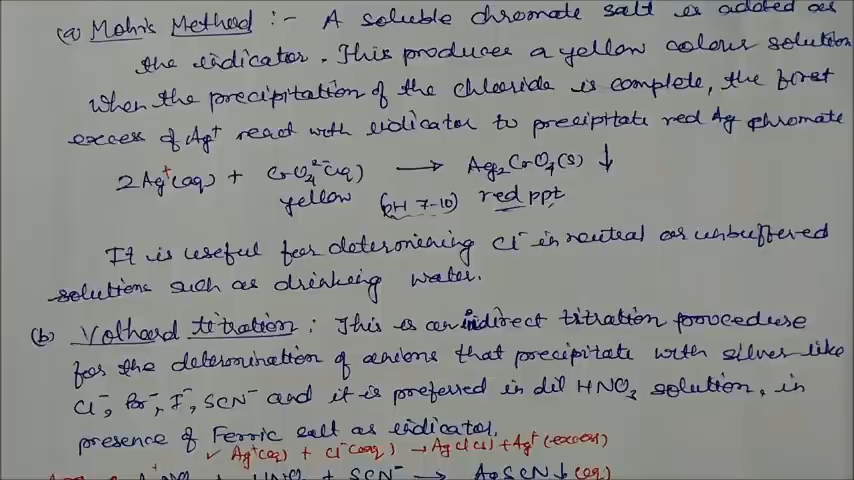 (a) Mohr's Method :- A soluble chromate salt is added as
the indicator. This produces a yellow colour solution
When the precipitation of the chloride is complete, the first
excess of Ag⁺ react with indicator to precipitate red Ag chromate
2Ag⁺(aq) + CrO₄²⁻(aq) → Ag₂CrO₄(s) ↓
yellow (pH 7-10) red ppt
It is useful for determining Cl⁻ in neutral or unbuffered
solutions such as drinking water.
(b) Volhard titration : This is an indirect titration procedure
for the determination of anions that precipitate with silver like
Cl⁻, Br⁻, I⁻, SCN⁻ and it is preferred in dil HNO₃ solution, in
presence of Ferric salt as indicator.
✓ Ag⁺(aq) + Cl⁻(aq) → AgCl(s) + Ag⁺(excess)
+ SCN⁻ → AgSCN↓ (aq)